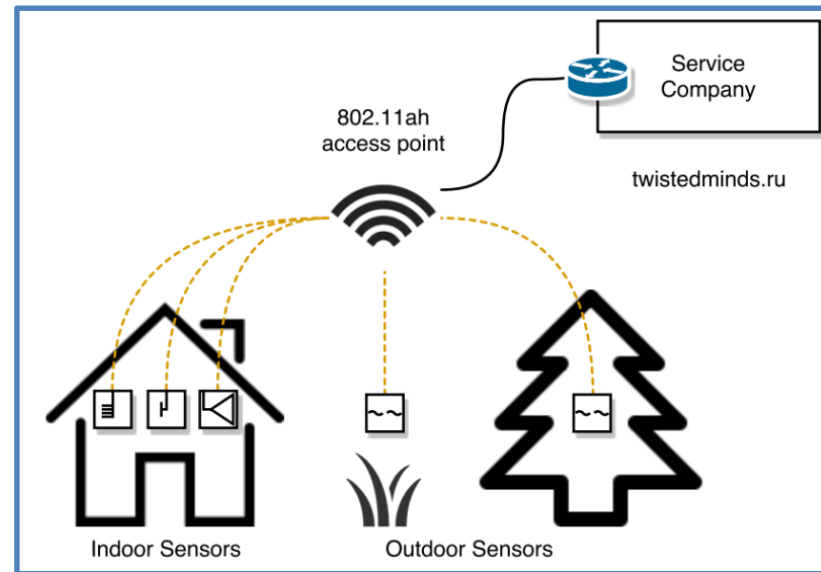 Service
Company
802.11ah
access point
twistedminds.ru
Indoor Sensors
Outdoor Sensors